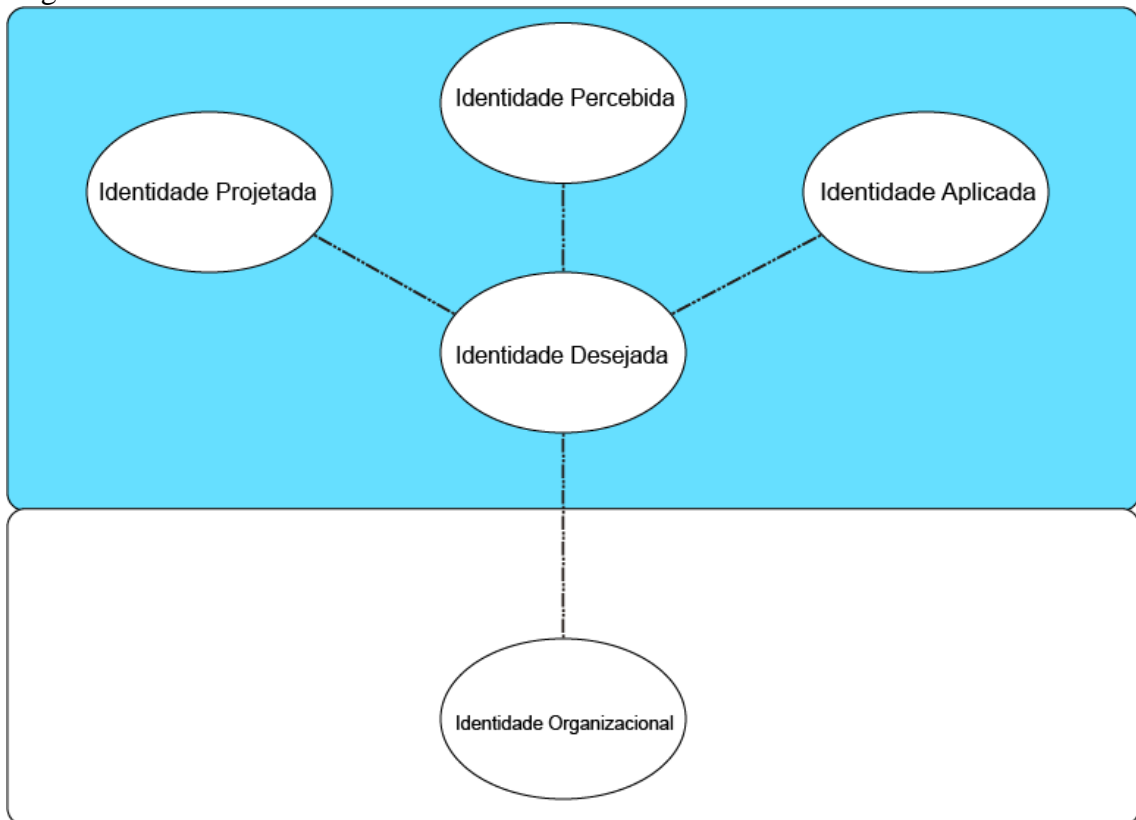 Identidade Percebida
Identidade Projetada
Identidade Aplicada
Identidade Desejada
Identidade Organizacional